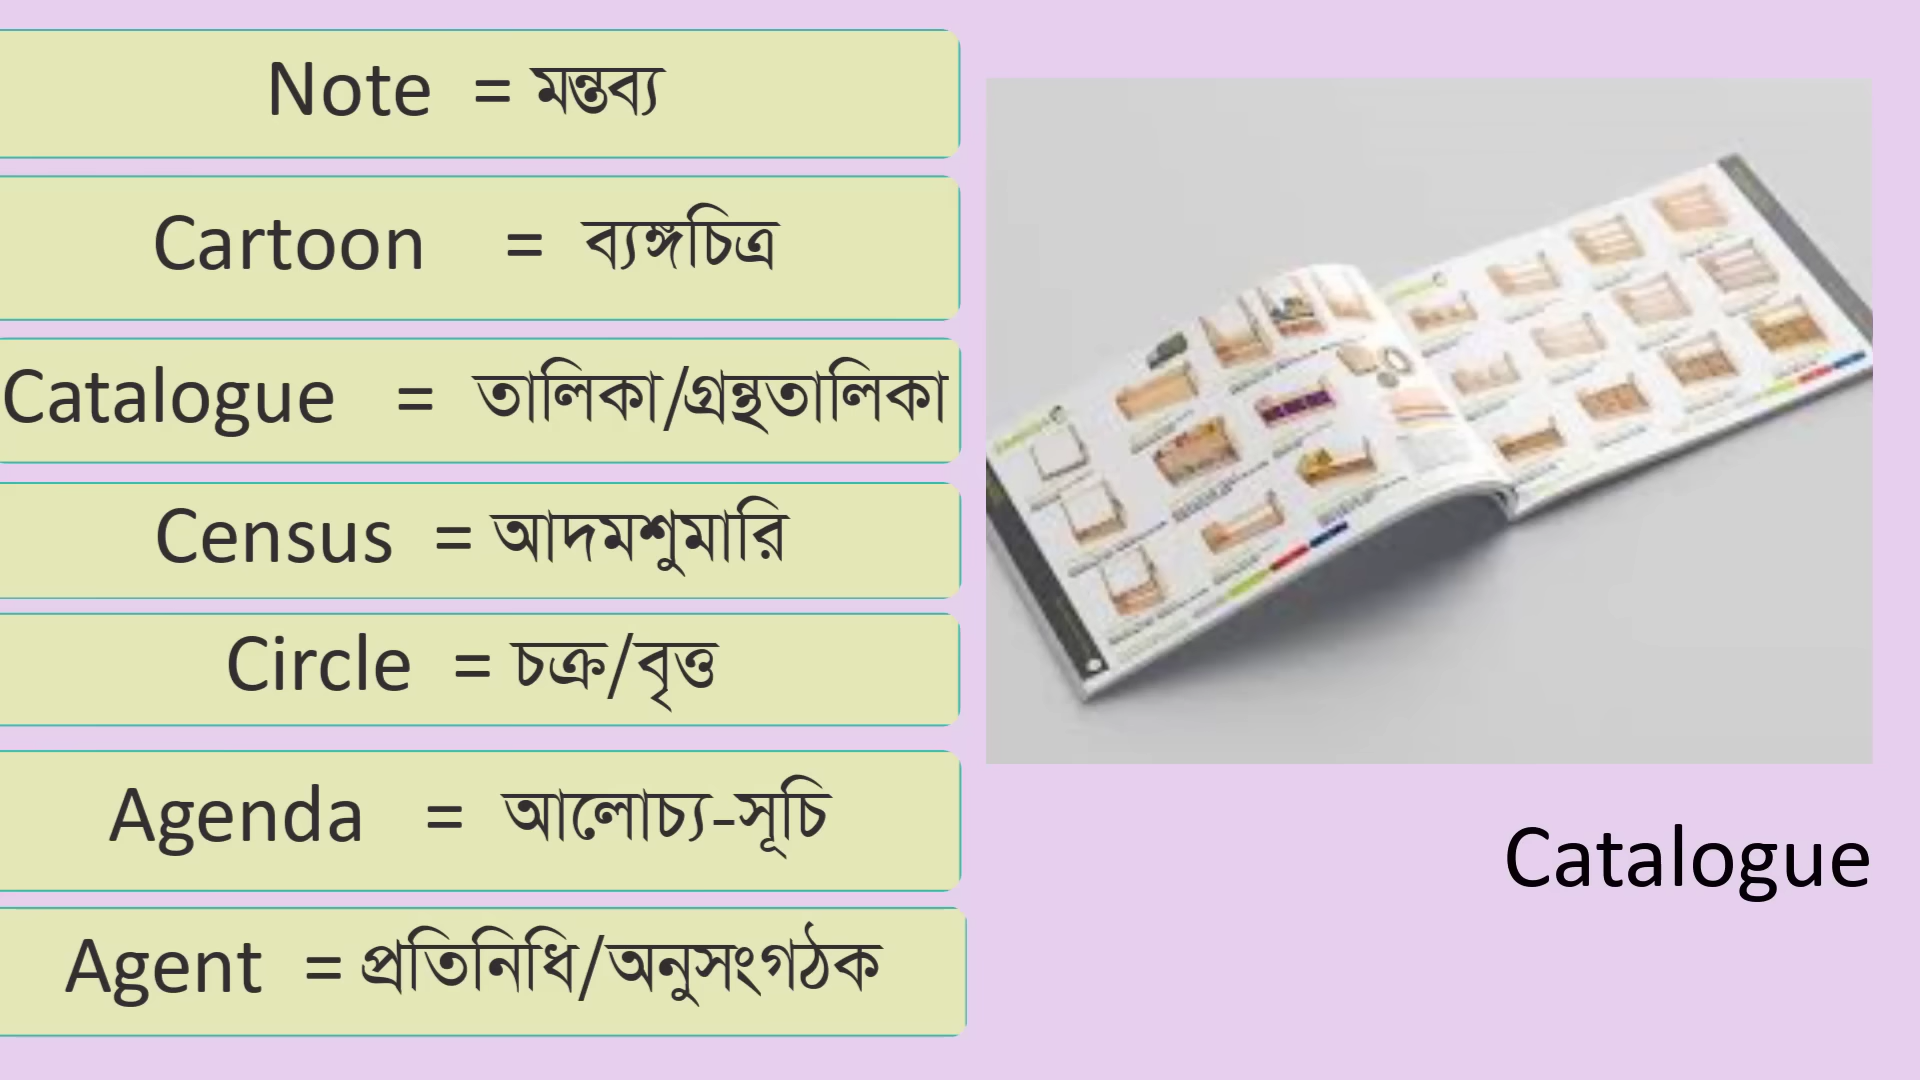 Note = মন্তব্য
Cartoon = ব্যঙ্গচিত্র
Catalogue = তালিকা/গ্রন্থতালিকা
Census = আদমশুমারি
Circle = চক্র/বৃত্ত
Agenda = আলোচ্য-সূচি
Agent = প্রতিনিধি/অনুসংগঠক
Catalogue